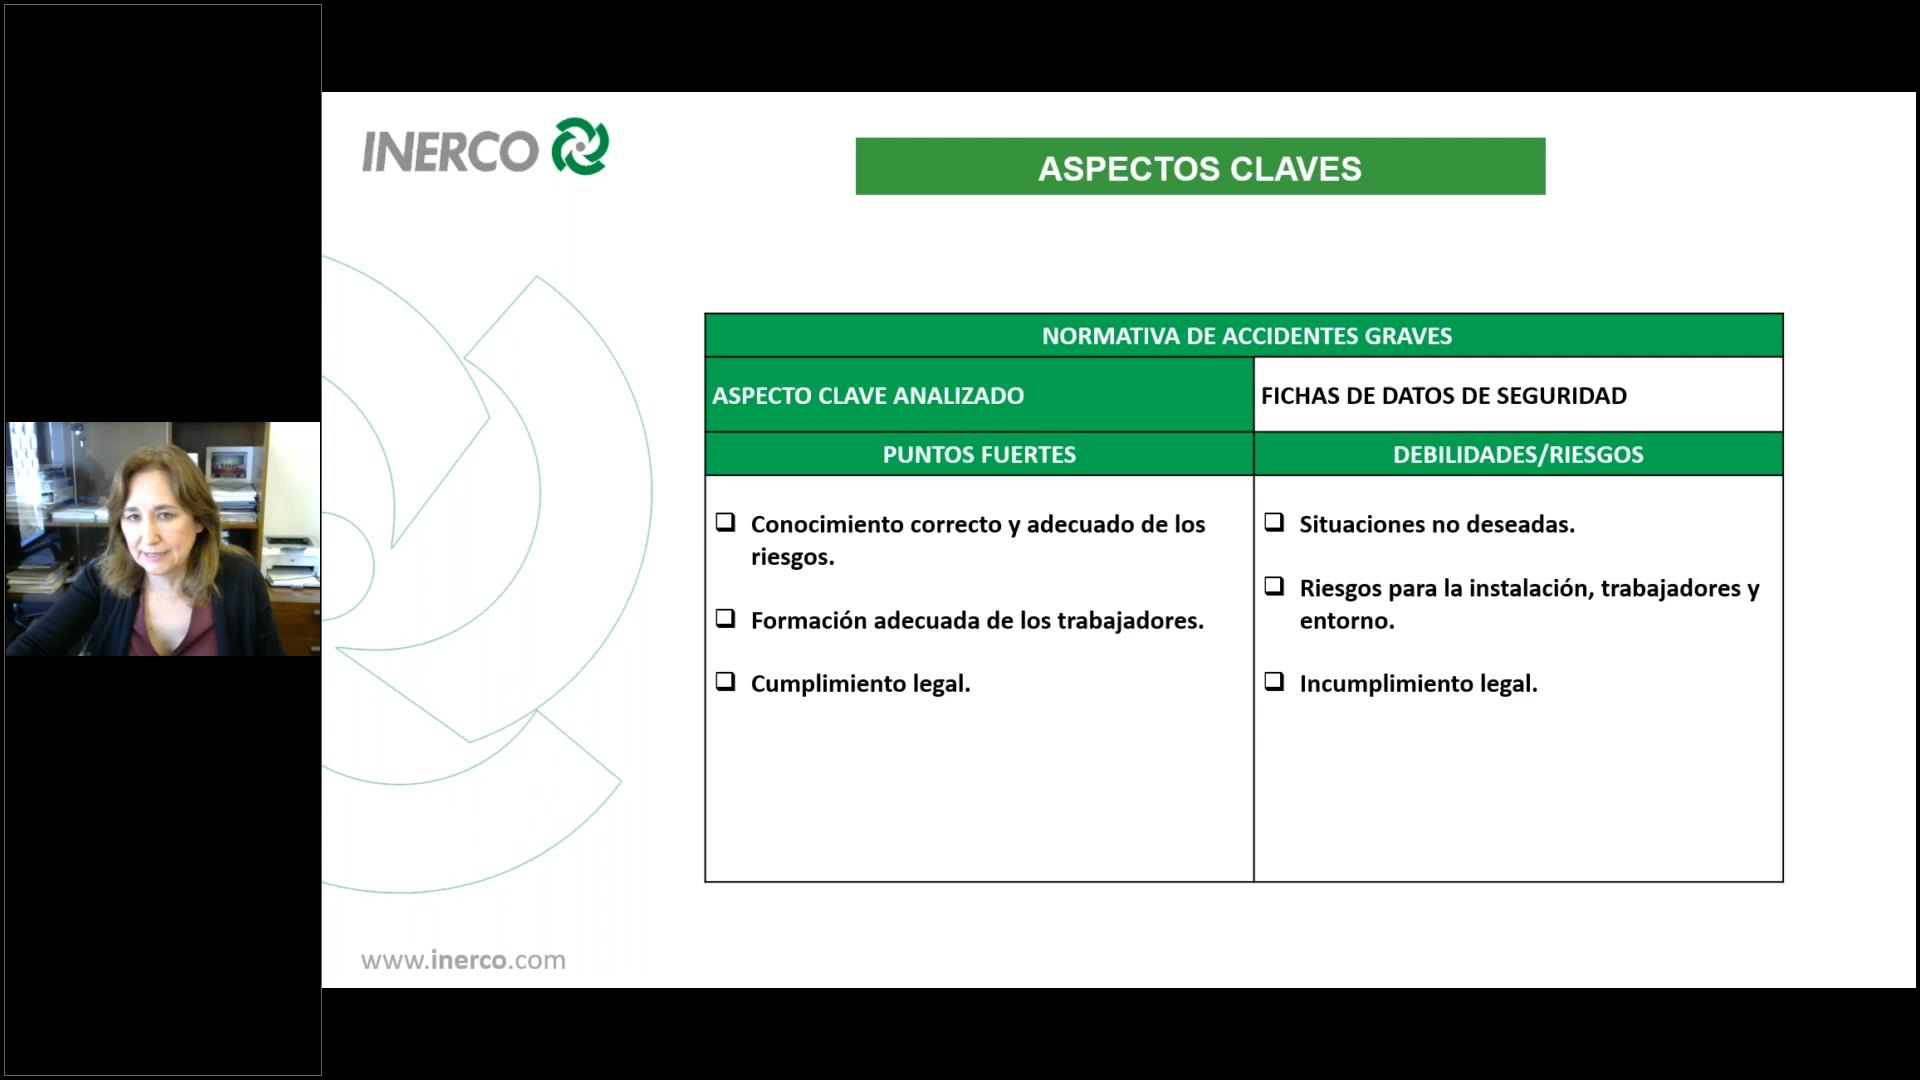 INERCO
ASPECTOS CLAVES
NORMATIVA DE ACCIDENTES GRAVES
ASPECTO CLAVE ANALIZADO
FICHAS DE DATOS DE SEGURIDAD
PUNTOS FUERTES
DEBILIDADES/RIESGOS
❑ Conocimiento correcto y adecuado de los
riesgos.
❑ Formación adecuada de los trabajadores.
❑ Cumplimiento legal.
❑ Situaciones no deseadas.
❑ Riesgos para la instalación, trabajadores y
entorno.
❑ Incumplimiento legal.
www.inerco.com